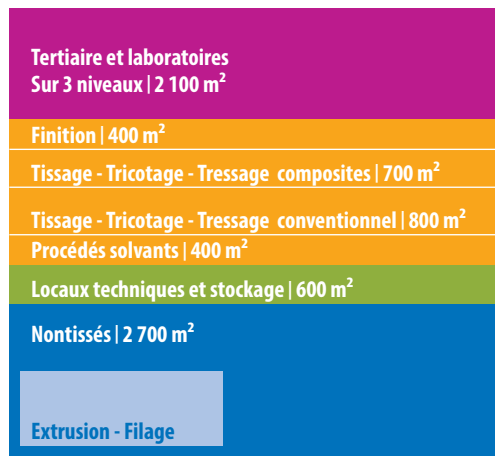 Tertiaire et laboratoires
Sur 3 niveaux | 2 100 m²
Finition | 400 m²
Tissage - Tricotage - Tressage composites | 700 m²
Tissage - Tricotage - Tressage conventionnel | 800 m²
Procédés solvants | 400 m²
Locaux techniques et stockage | 600 m²
Nontissés | 2 700 m²
Extrusion - Filage